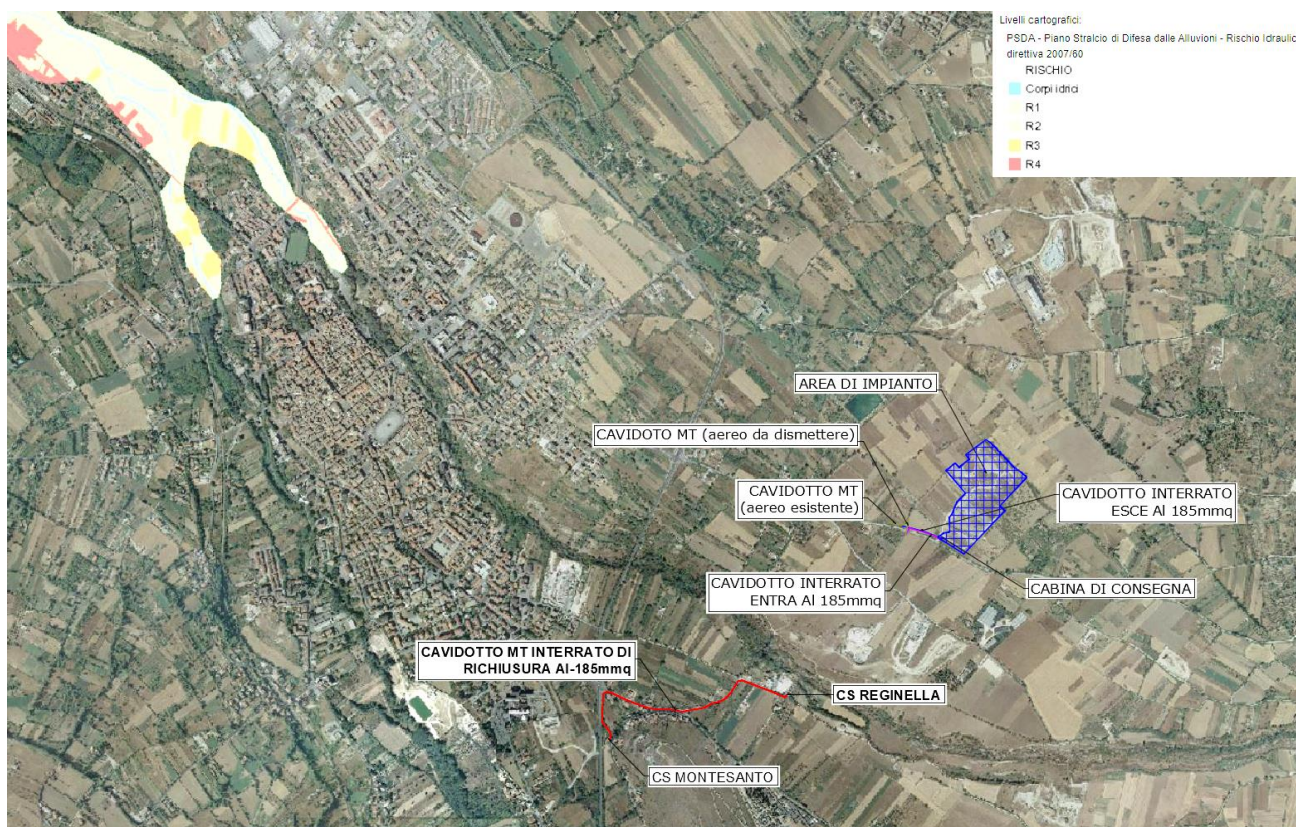 Livelli cartografici:
PSDA - Piano Stralcio di Difesa dalle Alluvioni - Rischio Idraulic
direttiva 2007/60
RISCHIO
Corpi idrici
R1
R2
R3
R4
AREA DI IMPIANTO
CAVIDOTO MT (aereo da dismettere)
CAVIDOTTO MT
(aereo esistente)
CAVIDOTTO INTERRATO
ESCE Al 185mmq
CAVIDOTTO INTERRATO
ENTRA Al 185mmq
CABINA DI CONSEGNA
CAVIDOTTO MT INTERRATO DI
RICHIUSURA Al-185mmq
CS REGINELLA
CS MONTESANTO